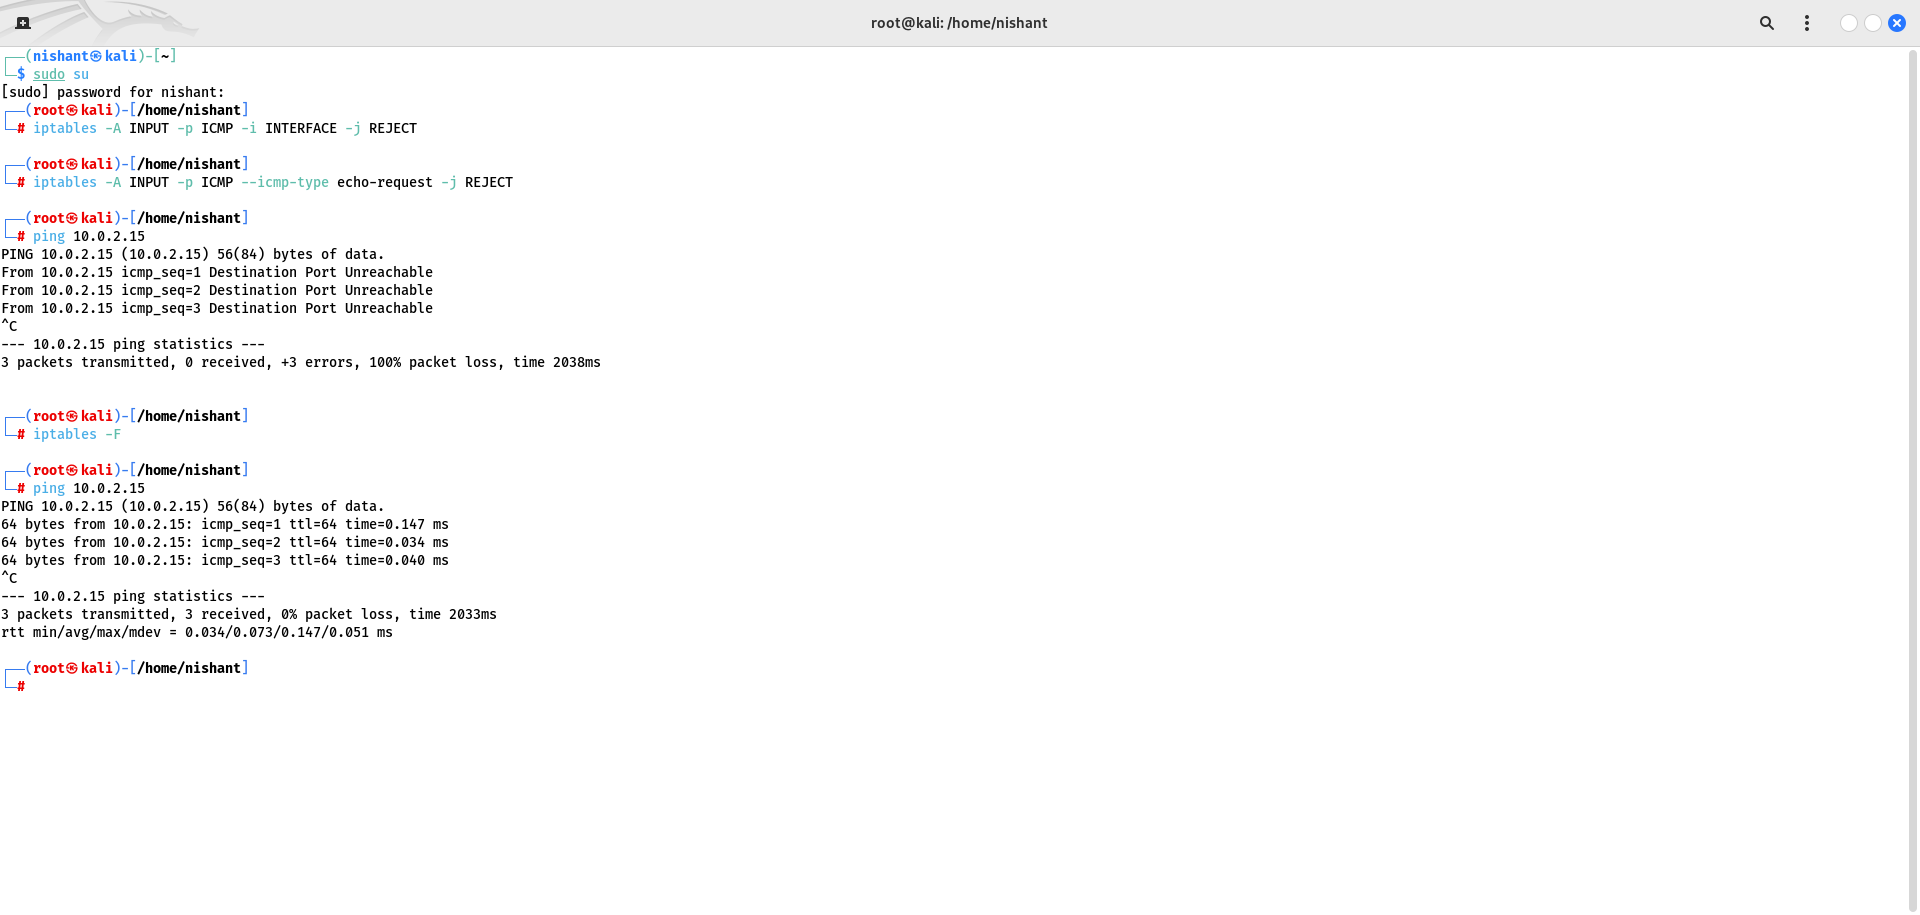 root@kali: /home/nishant
(nishant㉿kali)-[~]
$ sudo su
[sudo] password for nishant:
(root㉿kali)-[/home/nishant]
# iptables -A INPUT -p ICMP -i INTERFACE -j REJECT
(root㉿kali)-[/home/nishant]
# iptables -A INPUT -p ICMP --icmp-type echo-request -j REJECT
(root㉿kali)-[/home/nishant]
# ping 10.0.2.15
PING 10.0.2.15 (10.0.2.15) 56(84) bytes of data.
From 10.0.2.15 icmp_seq=1 Destination Port Unreachable
From 10.0.2.15 icmp_seq=2 Destination Port Unreachable
From 10.0.2.15 icmp_seq=3 Destination Port Unreachable
^C
--- 10.0.2.15 ping statistics ---
3 packets transmitted, 0 received, +3 errors, 100% packet loss, time 2038ms
(root㉿kali)-[/home/nishant]
# iptables -F
(root㉿kali)-[/home/nishant]
# ping 10.0.2.15
PING 10.0.2.15 (10.0.2.15) 56(84) bytes of data.
64 bytes from 10.0.2.15: icmp_seq=1 ttl=64 time=0.147 ms
64 bytes from 10.0.2.15: icmp_seq=2 ttl=64 time=0.034 ms
64 bytes from 10.0.2.15: icmp_seq=3 ttl=64 time=0.040 ms
^C
--- 10.0.2.15 ping statistics ---
3 packets transmitted, 3 received, 0% packet loss, time 2033ms
rtt min/avg/max/mdev = 0.034/0.073/0.147/0.051 ms
(root㉿kali)-[/home/nishant]
#